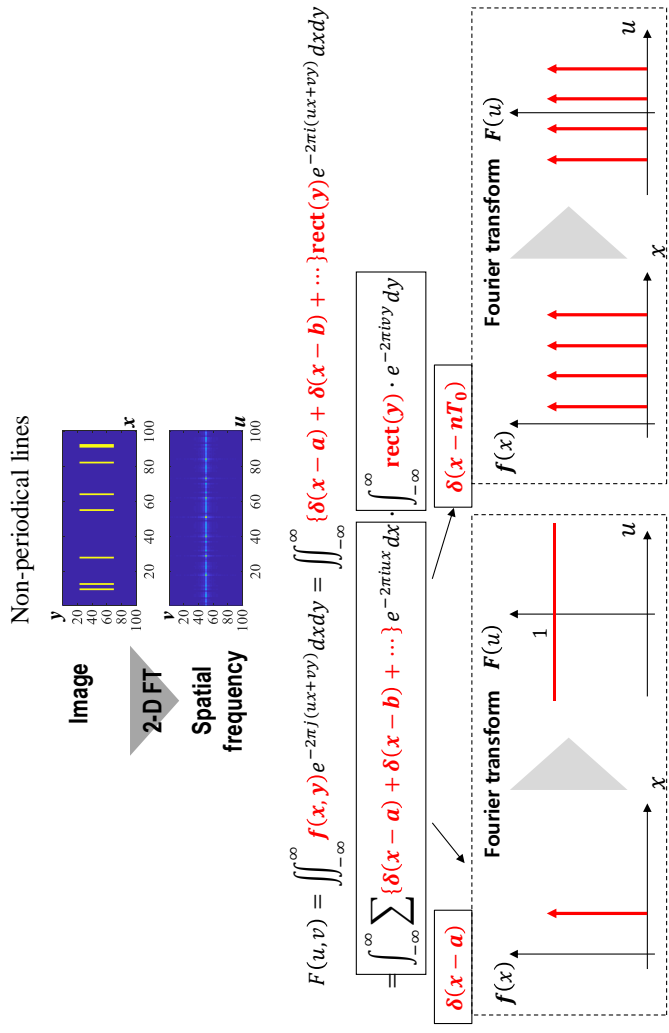 Non-periodical lines
Image
y
20
40
60
80
100
20 40 60 80 100
x
2-D FT
Spatial
frequency
v
20
40
60
80
100
20 40 60 80 100
u
F(u, v) = ∬_{-∞}^{∞} f(x, y)e^{-2πj(ux+vy)}dxdy = ∬_{-∞}^{∞} {δ(x − a) + δ(x − b) + ⋯ }rect(y)e^{-2πi(ux+vy)}dxdy
= ∫_{-∞}^{∞} ∑{δ(x − a) + δ(x − b) + ⋯ } e^{-2πiux} dx · ∫_{-∞}^{∞} rect(y) · e^{-2πivy} dy
δ(x − a)
f(x)
x
Fourier transform
F(u)
1
u
δ(x − nT₀)
f(x)
x
Fourier transform
F(u)
u